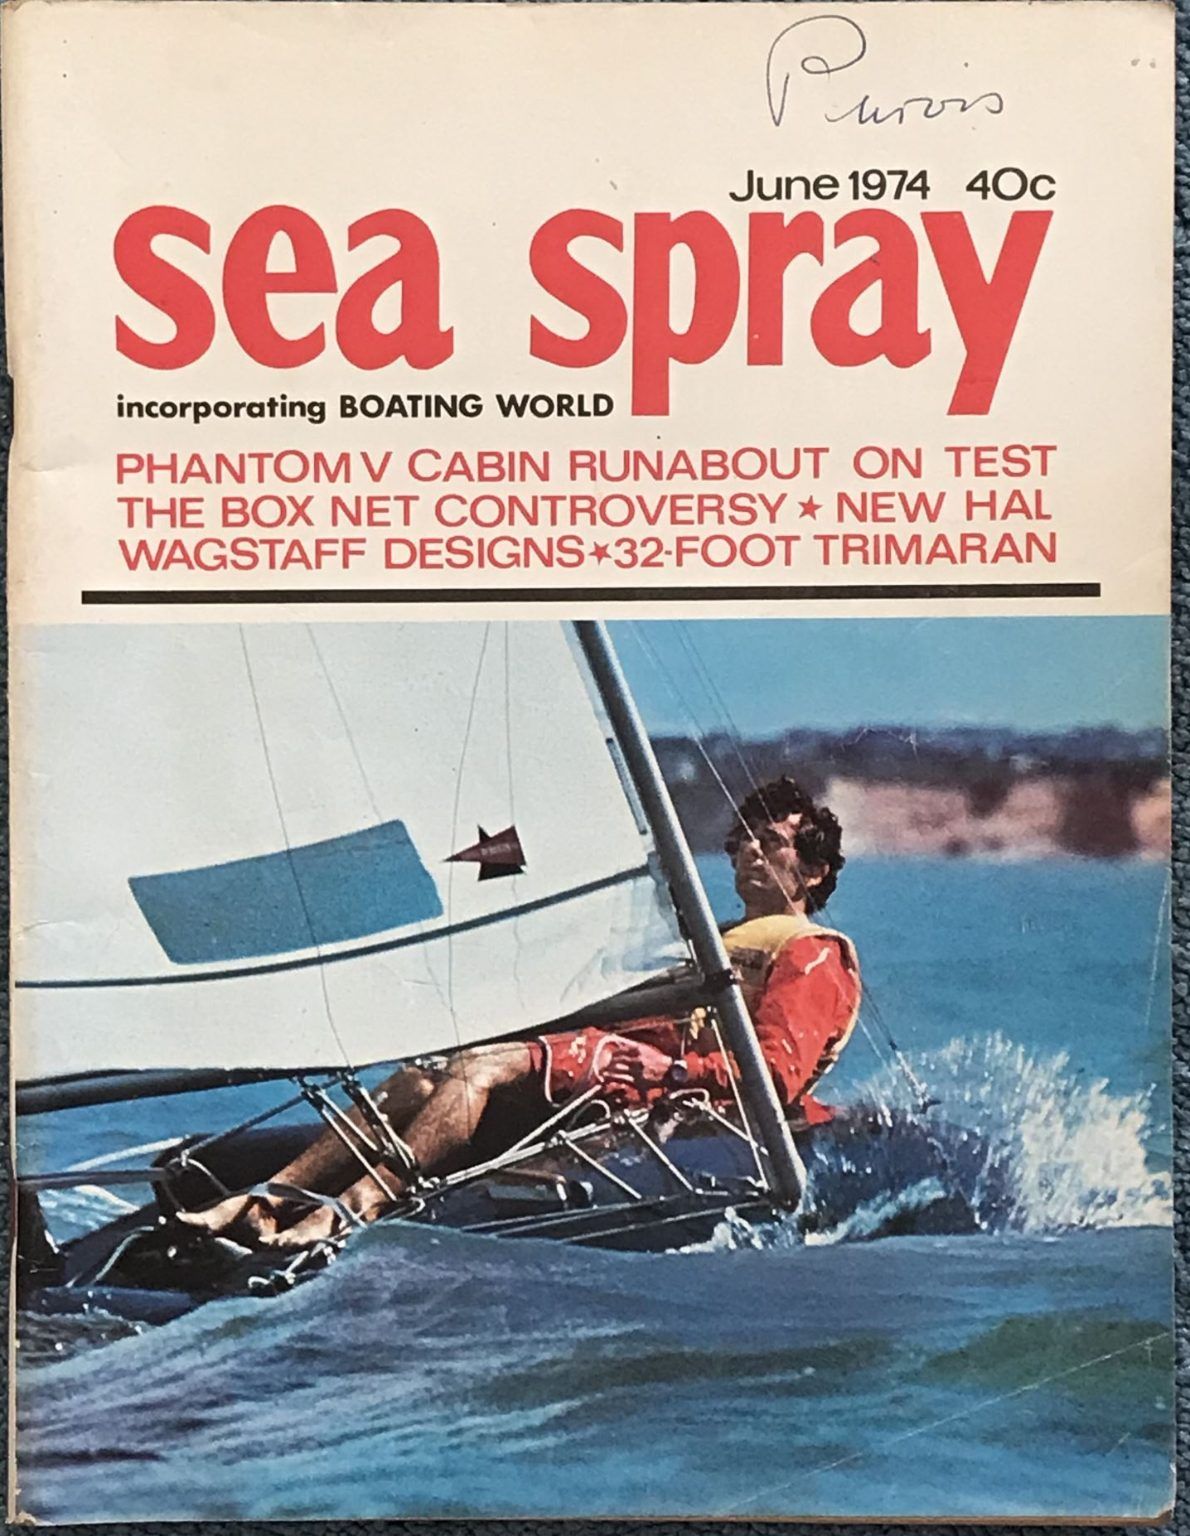 Purvis
June 1974 40c
sea spray
incorporating BOATING WORLD
PHANTOM V CABIN RUNABOUT ON TEST
THE BOX NET CONTROVERSY ★ NEW HAL
WAGSTAFF DESIGNS★32-FOOT TRIMARAN